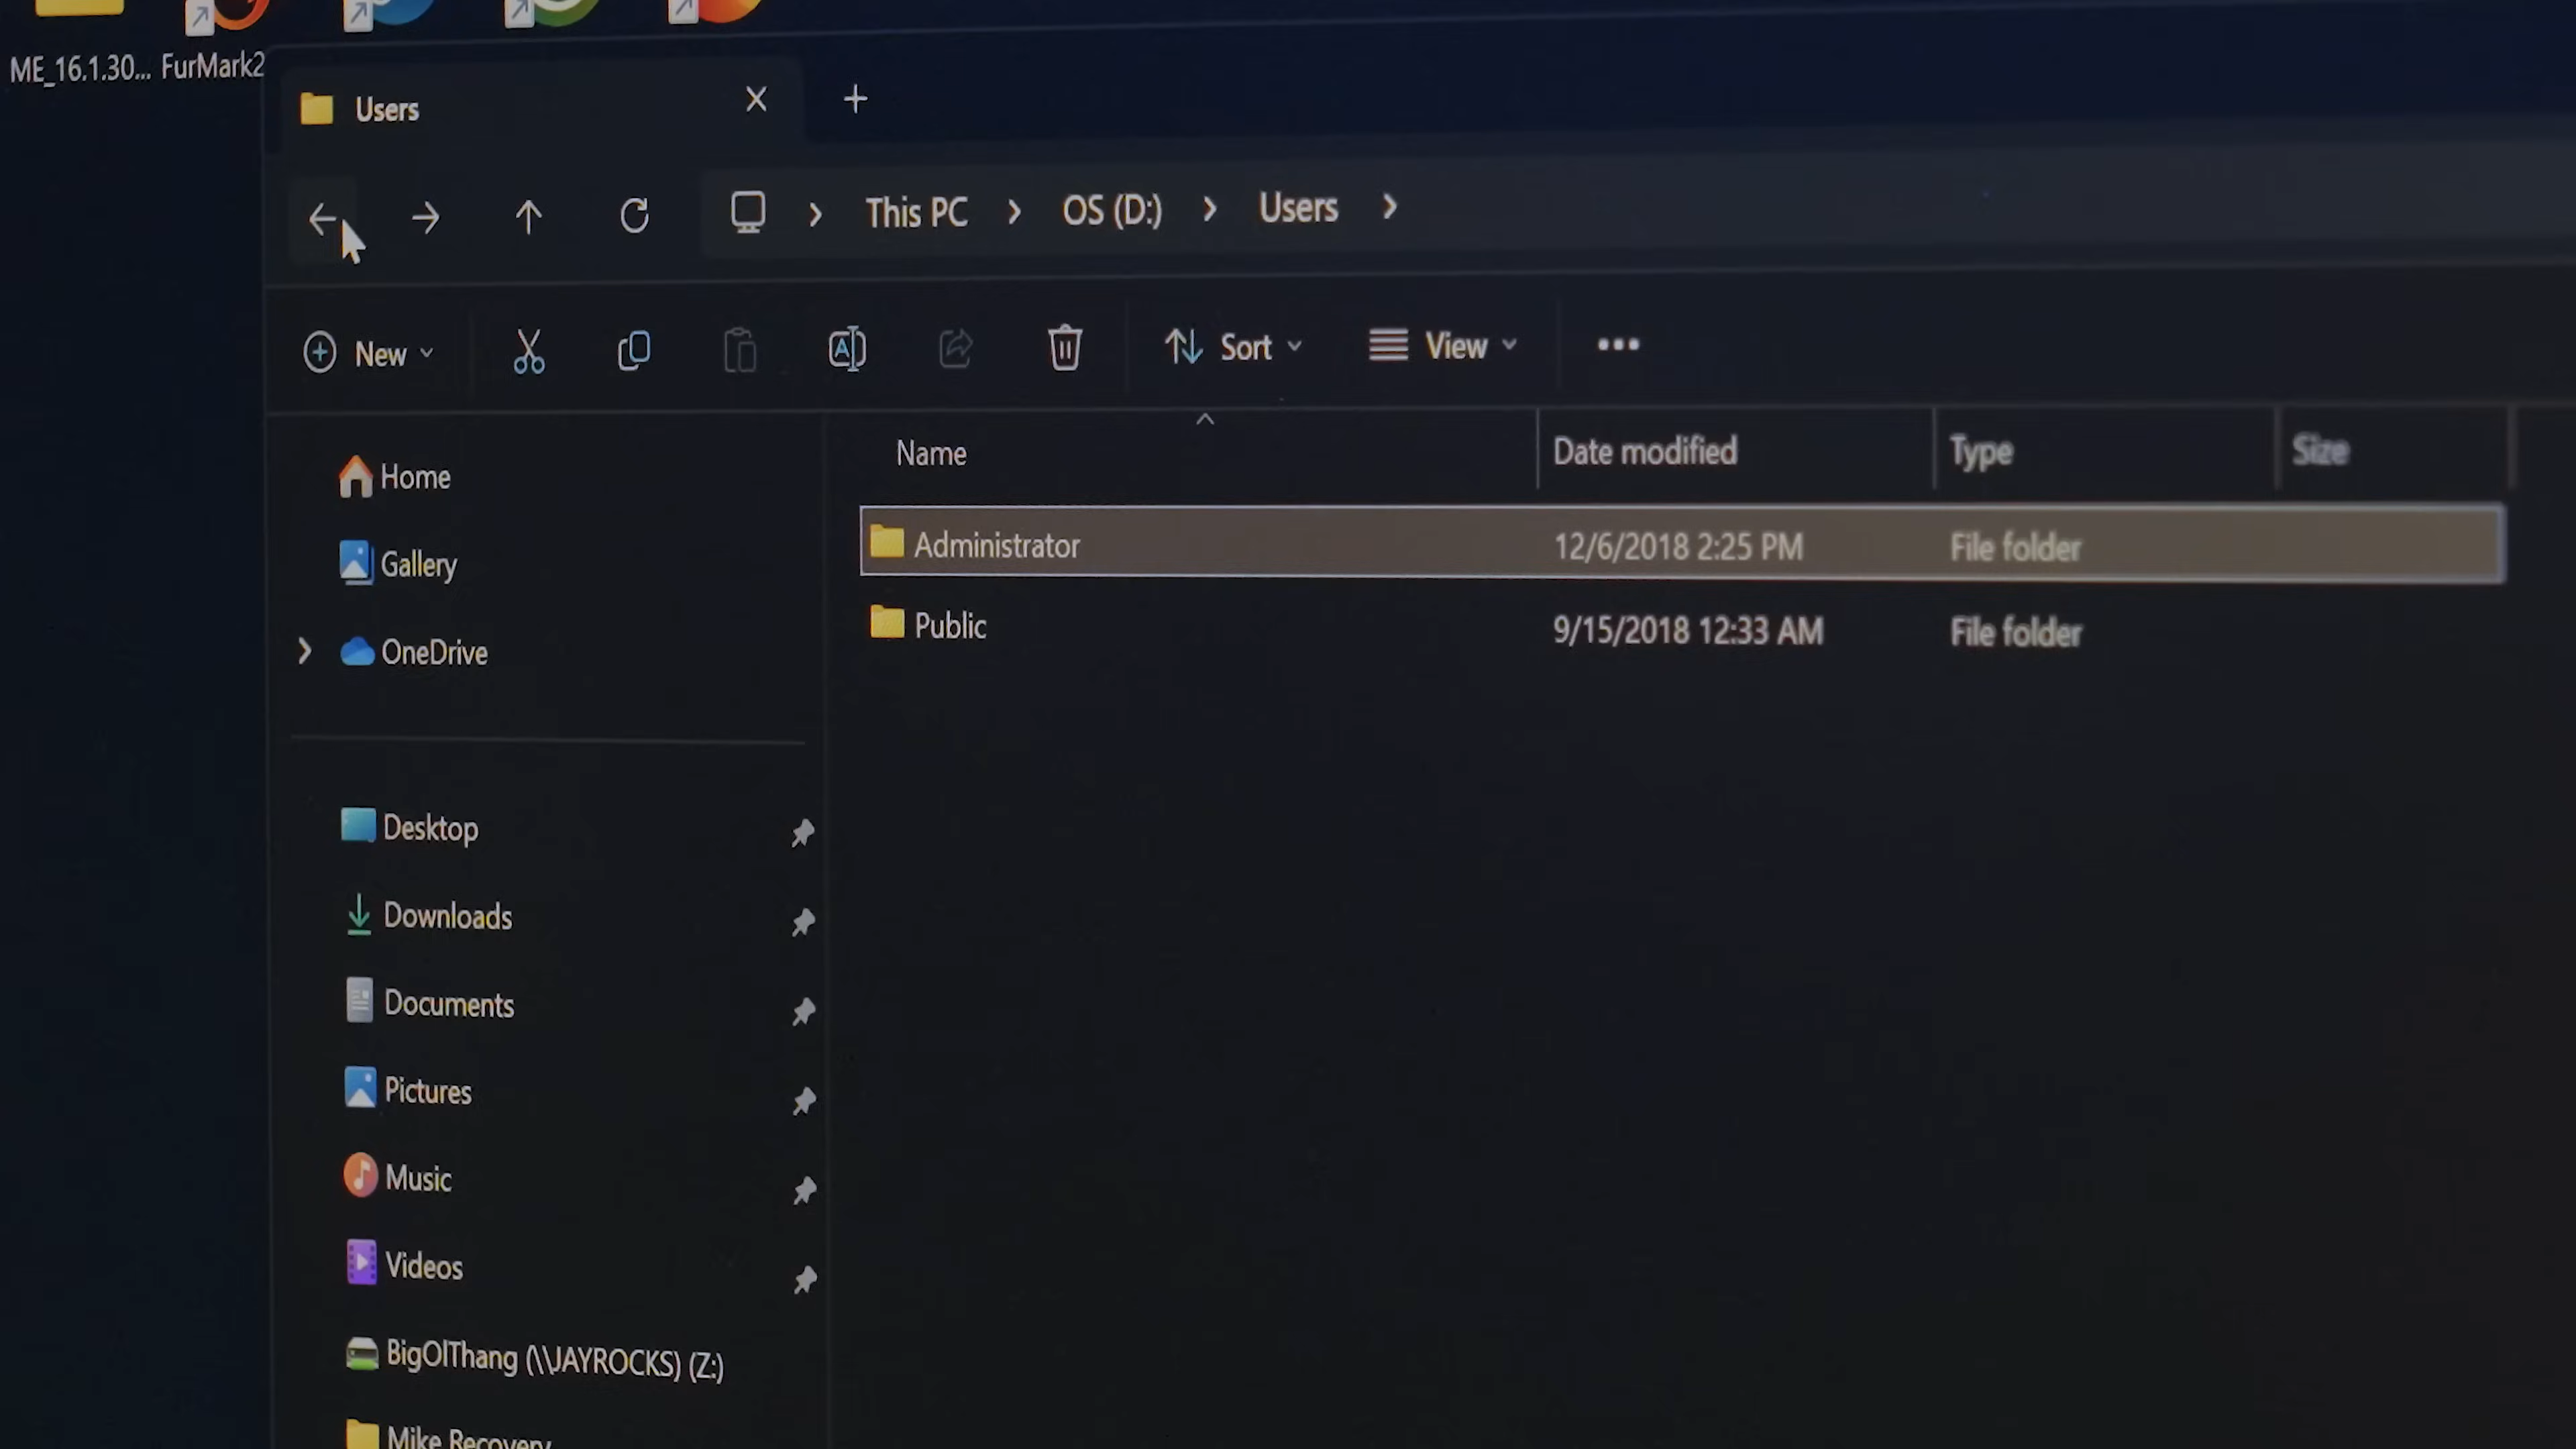 ME_16.1.30... FurMark2
Users
This PC > OS (D:) > Users >
New
Sort
View
Name Date modified Type Size
Administrator 12/6/2018 2:25 PM File folder
Public 9/15/2018 12:33 AM File folder
Home
Gallery
OneDrive
Desktop
Downloads
Documents
Pictures
Music
Videos
BigOlThang (\\JAYROCKS) (Z:)
Mike Recovery